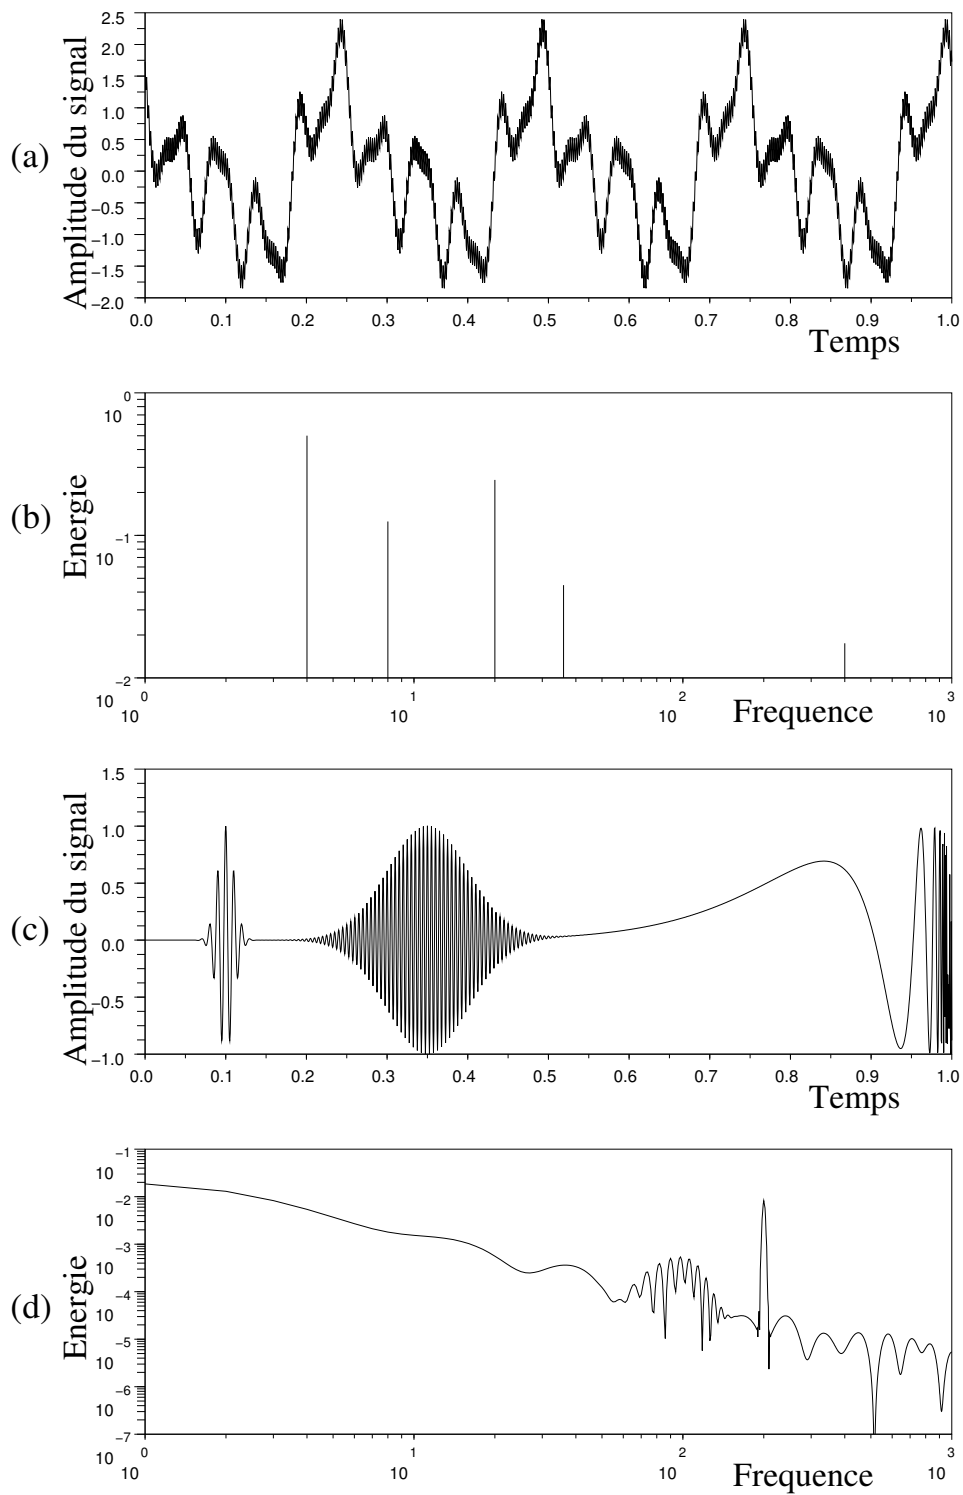 (a)
Amplitude du signal
2.5
2.0
1.5
1.0
0.5
0.0
−0.5
−1.0
−1.5
−2.0
0.0 0.1 0.2 0.3 0.4 0.5 0.6 0.7 0.8 0.9 1.0
Temps
(b)
Energie
10 0
10 −1
10 −2
10 0 10 1 10 2 10 3
Frequence
(c)
Amplitude du signal
1.5
1.0
0.5
0.0
−0.5
−1.0
0.0 0.1 0.2 0.3 0.4 0.5 0.6 0.7 0.8 0.9 1.0
Temps
(d)
Energie
10 −1
10 −2
10 −3
10 −4
10 −5
10 −6
10 −7
10 0 10 1 10 2 10 3
Frequence